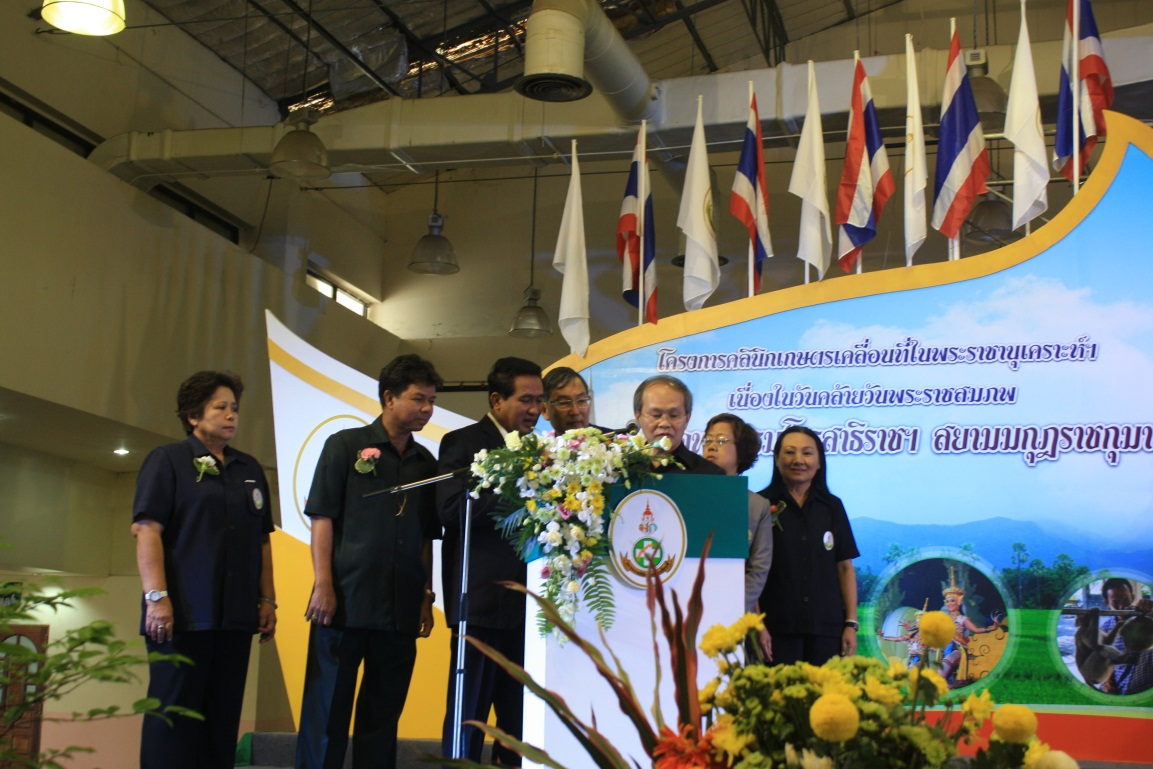 โครงการคลินิกเกษตรเคลื่อนที่ในพระราชานุเคราะห์ฯ
เนื่องในวันคล้ายวันพระราชสมภพ
สยามมกุฎราชกุมาร